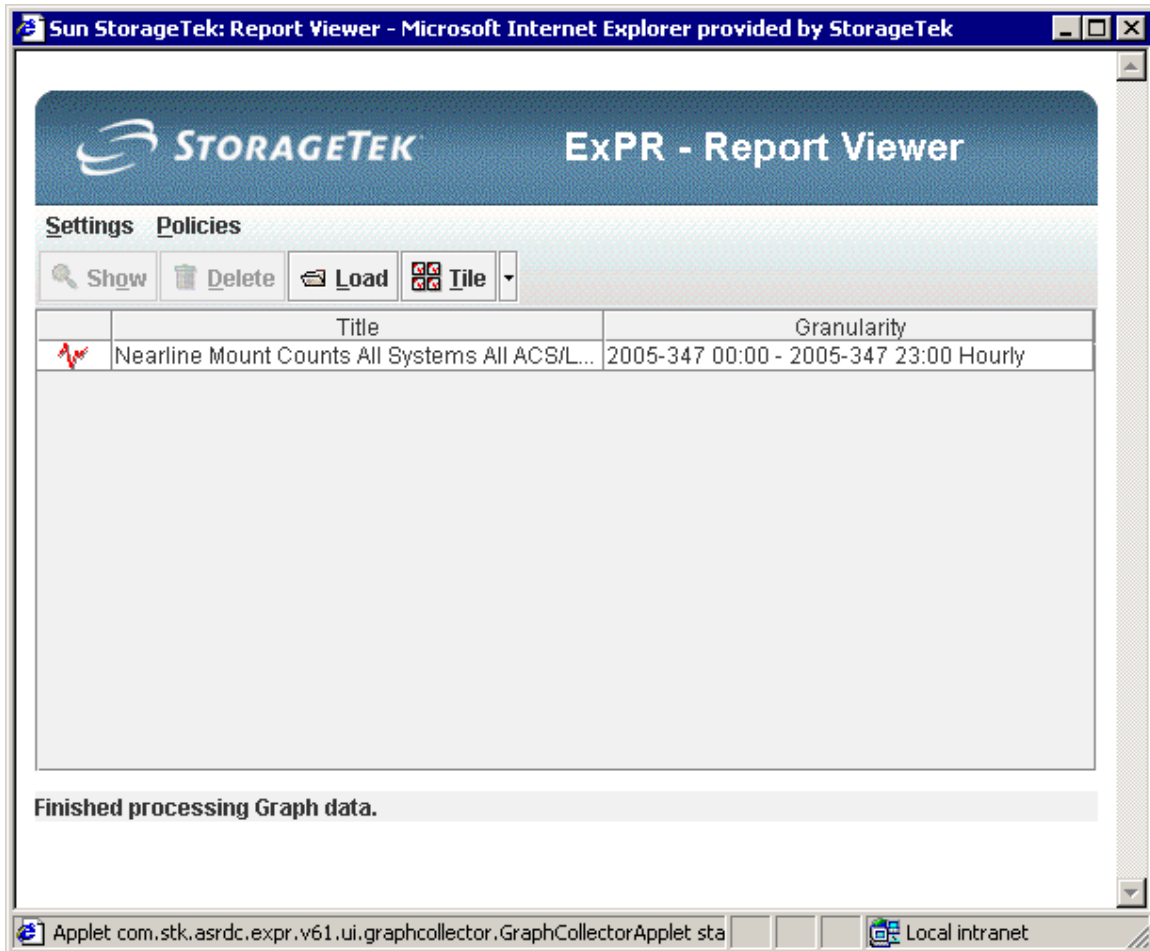 Sun StorageTek: Report Viewer - Microsoft Internet Explorer provided by StorageTek
STORAGETEK ExPR - Report Viewer
Settings Policies
Show Delete Load Tile
Title Granularity
Nearline Mount Counts All Systems All ACS/L... 2005-347 00:00 - 2005-347 23:00 Hourly
Finished processing Graph data.
Applet com.stk.asrdc.expr.v61.ui.graphcollector.GraphCollectorApplet sta Local intranet